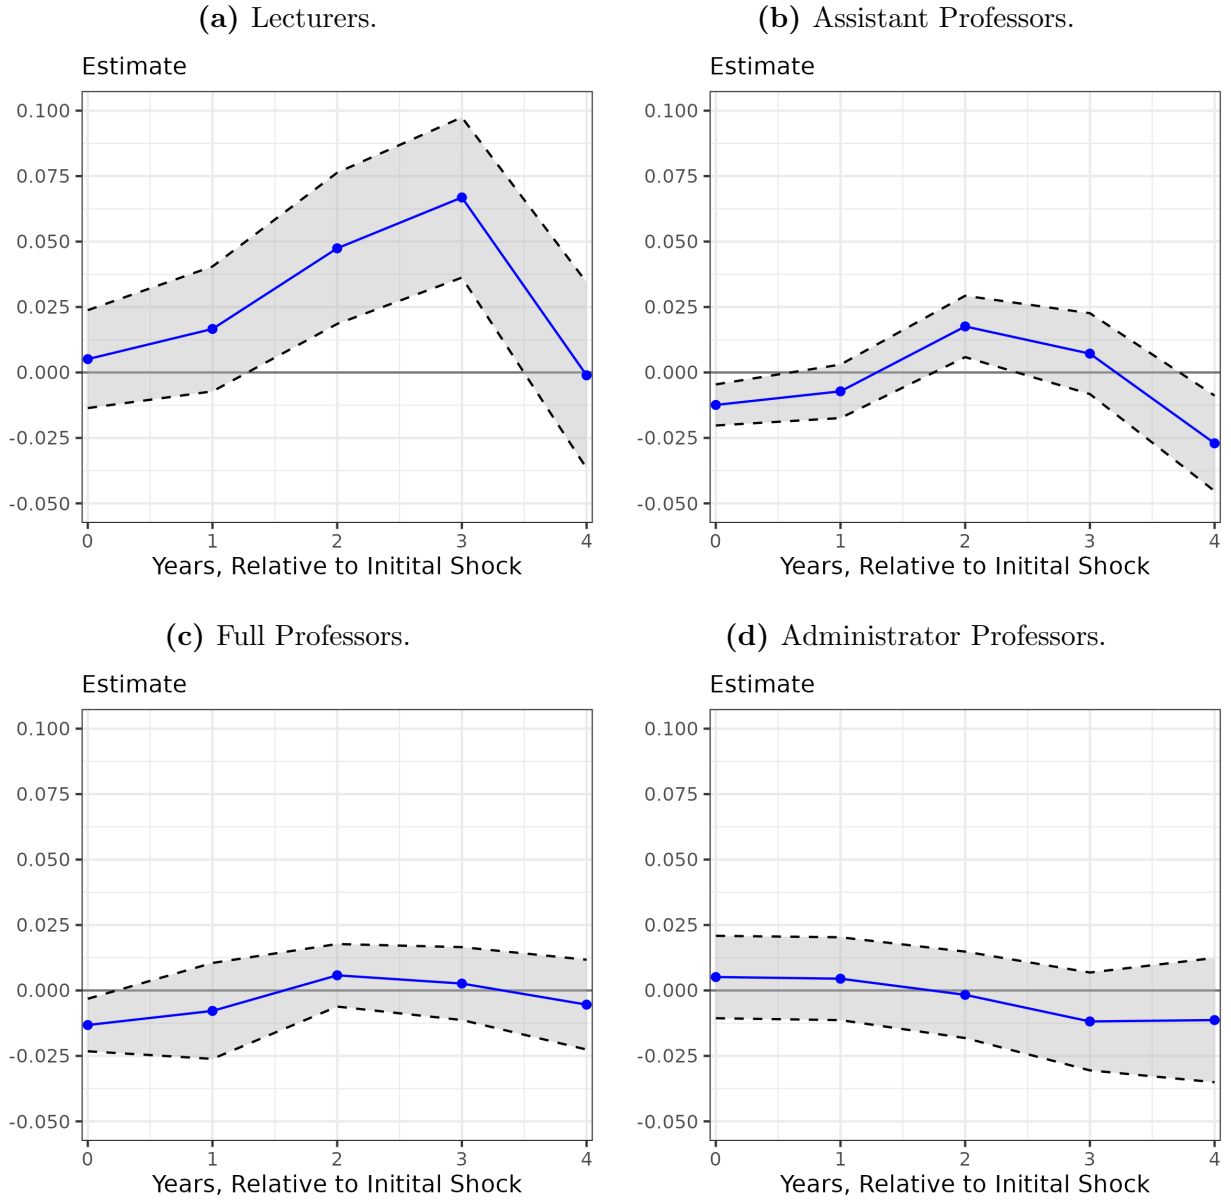 (a) Lecturers.
Estimate
0.100
0.075
0.050
0.025
0.000
-0.025
-0.050
0 1 2 3 4
Years, Relative to Initital Shock
(b) Assistant Professors.
Estimate
0.100
0.075
0.050
0.025
0.000
-0.025
-0.050
0 1 2 3 4
Years, Relative to Initital Shock
(c) Full Professors.
Estimate
0.100
0.075
0.050
0.025
0.000
-0.025
-0.050
0 1 2 3 4
Years, Relative to Initital Shock
(d) Administrator Professors.
Estimate
0.100
0.075
0.050
0.025
0.000
-0.025
-0.050
0 1 2 3 4
Years, Relative to Initital Shock